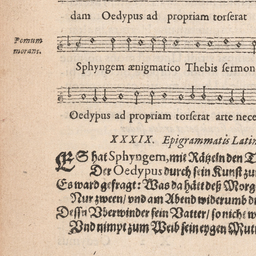 dam Oedypus ad propriam torserat
Pomum
morans.
Sphyngem ænigmatico Thebis sermon
Oedypus ad propriam torserat arte nece
XXXIX. Epigrammatis Latin
ES hat Sphyngem, mit Rätzeln den T
Der Oedypus durch sein Kunst zu
Es ward gefragt: Was da hätt deß Morg
Nur zween / vnd am Abend widerumb d
Dessn Vberwinder sein Vatter / so nicht w
Vnd nimpt zum Weib sein eygen Mutt